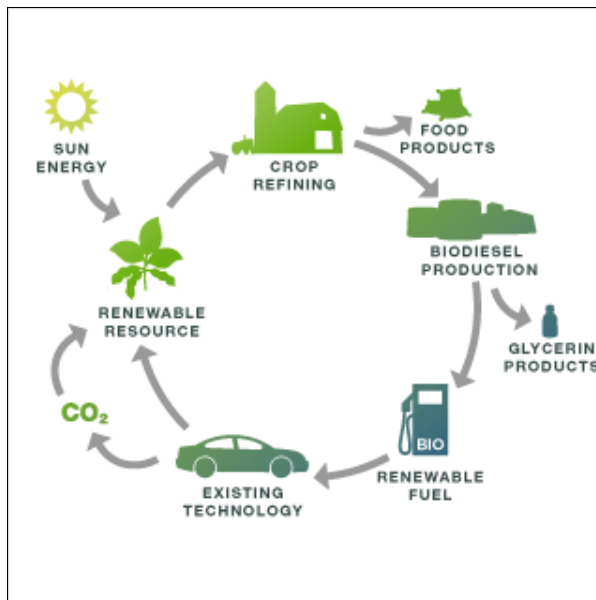 SUN
ENERGY
CROP
REFINING
FOOD
PRODUCTS
BIODIESEL
PRODUCTION
GLYCERIN
PRODUCTS
BIO
RENEWABLE
FUEL
EXISTING
TECHNOLOGY
CO₂
RENEWABLE
RESOURCE